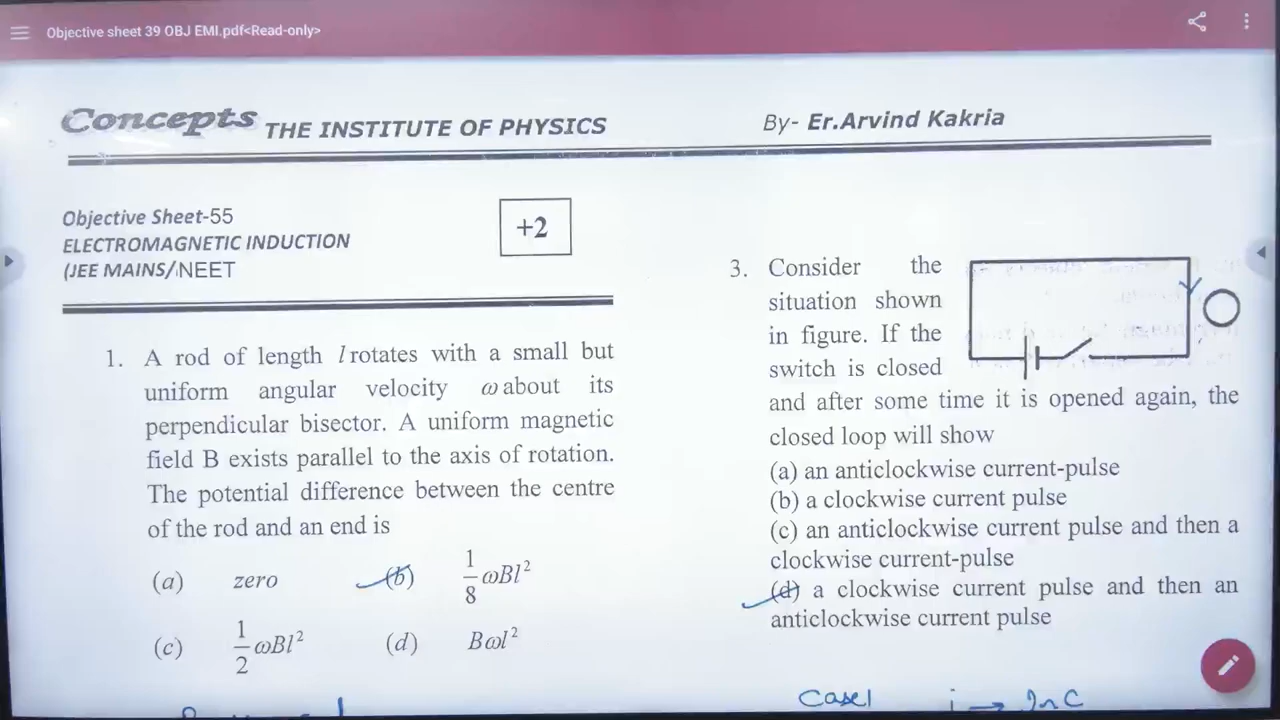 Objective sheet 39 OBJ EMI.pdf<Read-only>
Concepts THE INSTITUTE OF PHYSICS
By- Er.Arvind Kakria
Objective Sheet-55
ELECTROMAGNETIC INDUCTION
(JEE MAINS/NEET
+2
1. A rod of length l rotates with a small but
uniform angular velocity ω about its
perpendicular bisector. A uniform magnetic
field B exists parallel to the axis of rotation.
The potential difference between the centre
of the rod and an end is
(a) zero (b) 1/8 ωBl²
(c) 1/2 ωBl² (d) Bωl²
3. Consider the
situation shown
in figure. If the
switch is closed
and after some time it is opened again, the
closed loop will show
(a) an anticlockwise current-pulse
(b) a clockwise current pulse
(c) an anticlockwise current pulse and then a
clockwise current-pulse
(d) a clockwise current pulse and then an
anticlockwise current pulse
Case1 i → InC